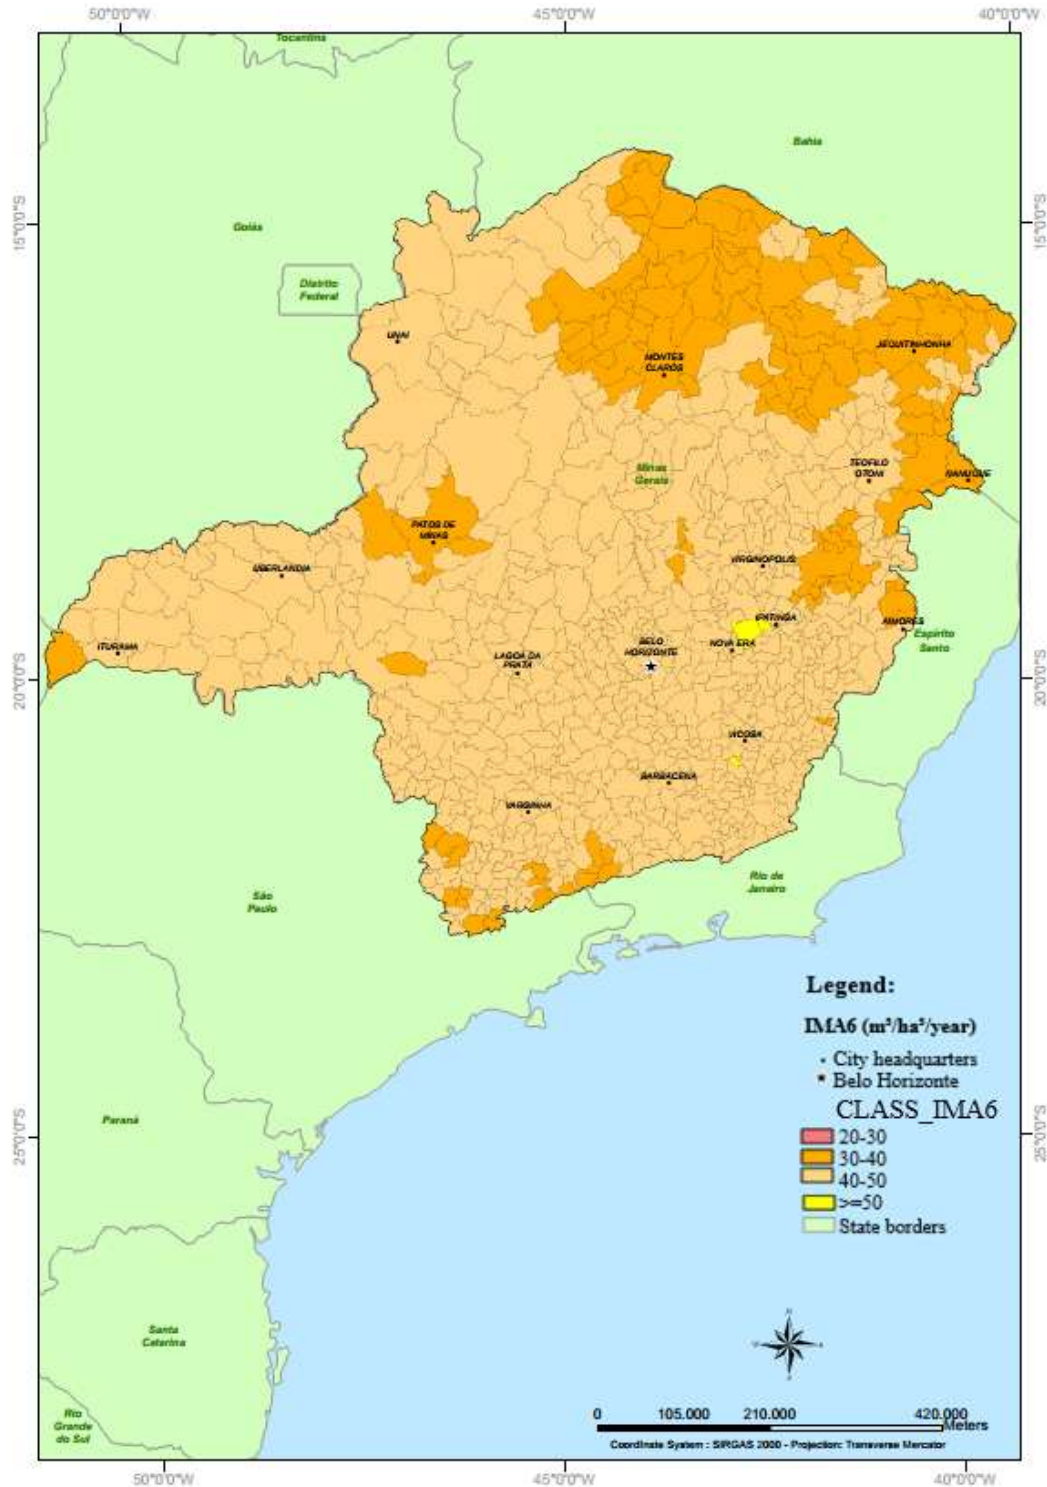 50°0'0"W 45°0'0"W 40°0'0"W
Tocantins
Bahia
15°0'0"S
15°0'0"S
Goiás
Distrito
Federal
UNAI
JEQUITINHONHA
MONTES
CLAROS
Minas
Gerais
TEOFILO
OTONI
NANUQUE
PATOS DE
MINAS
VIRGINOPOLIS
UBERLANDIA
IPATINGA
AIMORES
Espírito
Santo
ITURAMA
LAGOA DA
PRATA
BELO
HORIZONTE
NOVA ERA
20°0'0"S
20°0'0"S
VICOSA
BARBACENA
VARGINHA
Rio de
Janeiro
São
Paulo
Legend:
IMA6 (m³/ha³/year)
City headquarters
Belo Horizonte
CLASS_IMA6
20-30
30-40
40-50
>=50
State borders
Paraná
25°0'0"S
25°0'0"S
Santa
Catarina
Rio
Grande
do Sul
0 105.000 210.000 420.000
Meters
Coordinate System : SIRGAS 2000 - Projection: Transverse Mercator
50°0'0"W 45°0'0"W 40°0'0"W